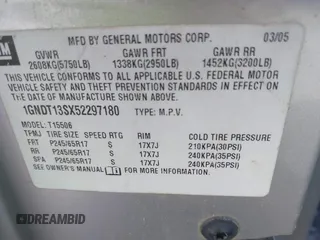 GM
MFD BY GENERAL MOTORS CORP. 03/05
GVWR GAWR FRT GAWR RR
2608KG(5750LB) 1338KG(2950LB) 1452KG(3200LB)
THIS VEHICLE CONFORMS TO ALL APPLICABLE U.S. FEDERAL MOTOR
VEHICLE SAFETY AND THEFT PREVENTION STANDARDS IN EFFECT ON
THE DATE OF MANUFACTURE SHOWN ABOVE.
1GNDT13SX52297180 TYPE: M.P.V.
MODEL: T15506
TPMJ TIRE SIZE SPEED RTG RIM COLD TIRE PRESSURE
FRT P245/65R17 S 17X7J 210KPA(30PSI)
RR P245/65R17 S 17X7J 240KPA(35PSI)
SPA P245/65R17 S 17X7J 240KPA(35PSI)
SEE OWNER'S MANUAL FOR ADDITIONAL INFORMATION